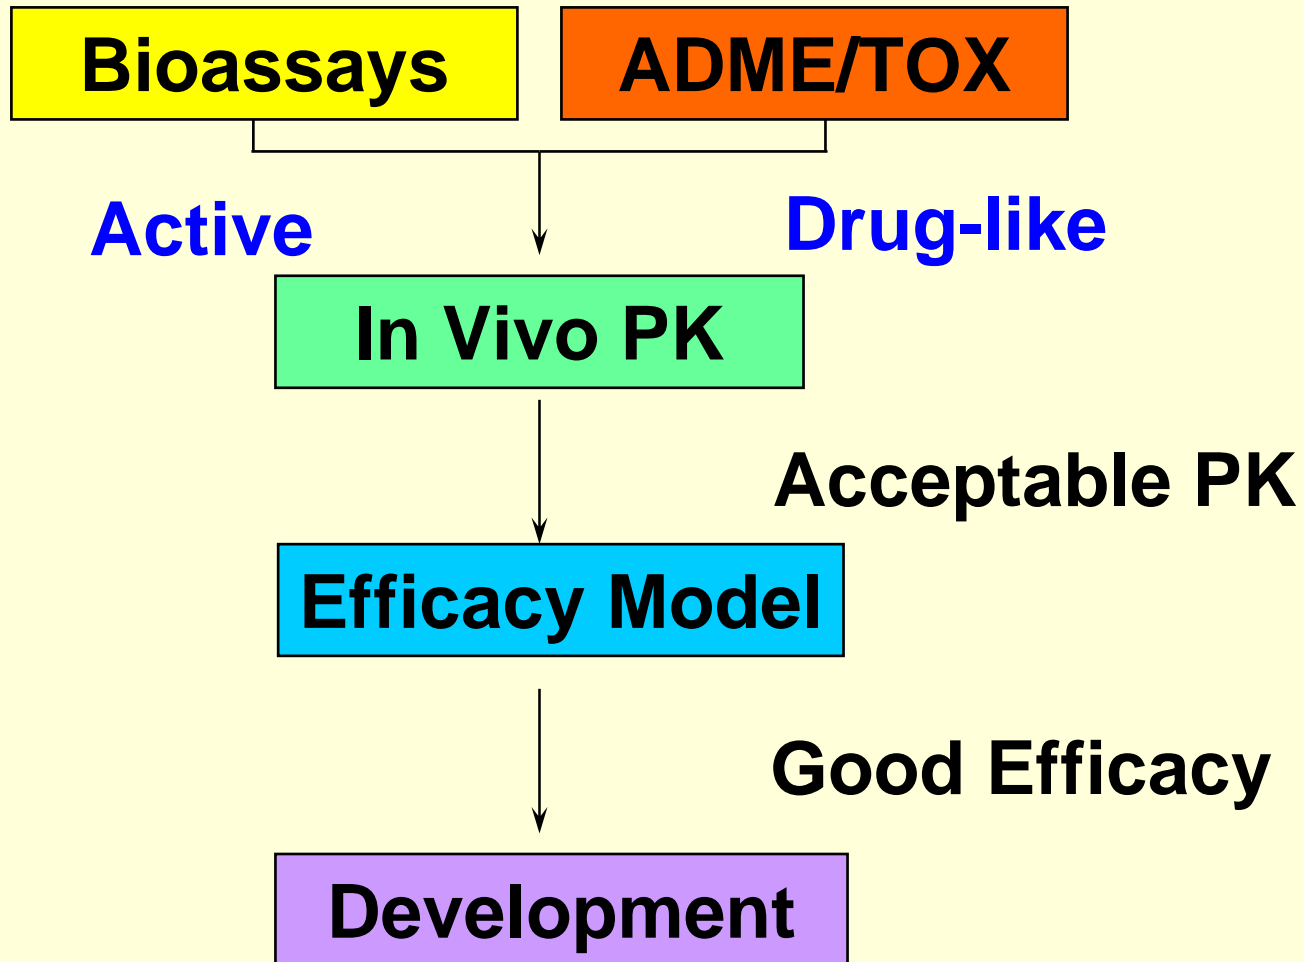 Bioassays
ADME/TOX
Active
Drug-like
In Vivo PK
Acceptable PK
Efficacy Model
Good Efficacy
Development